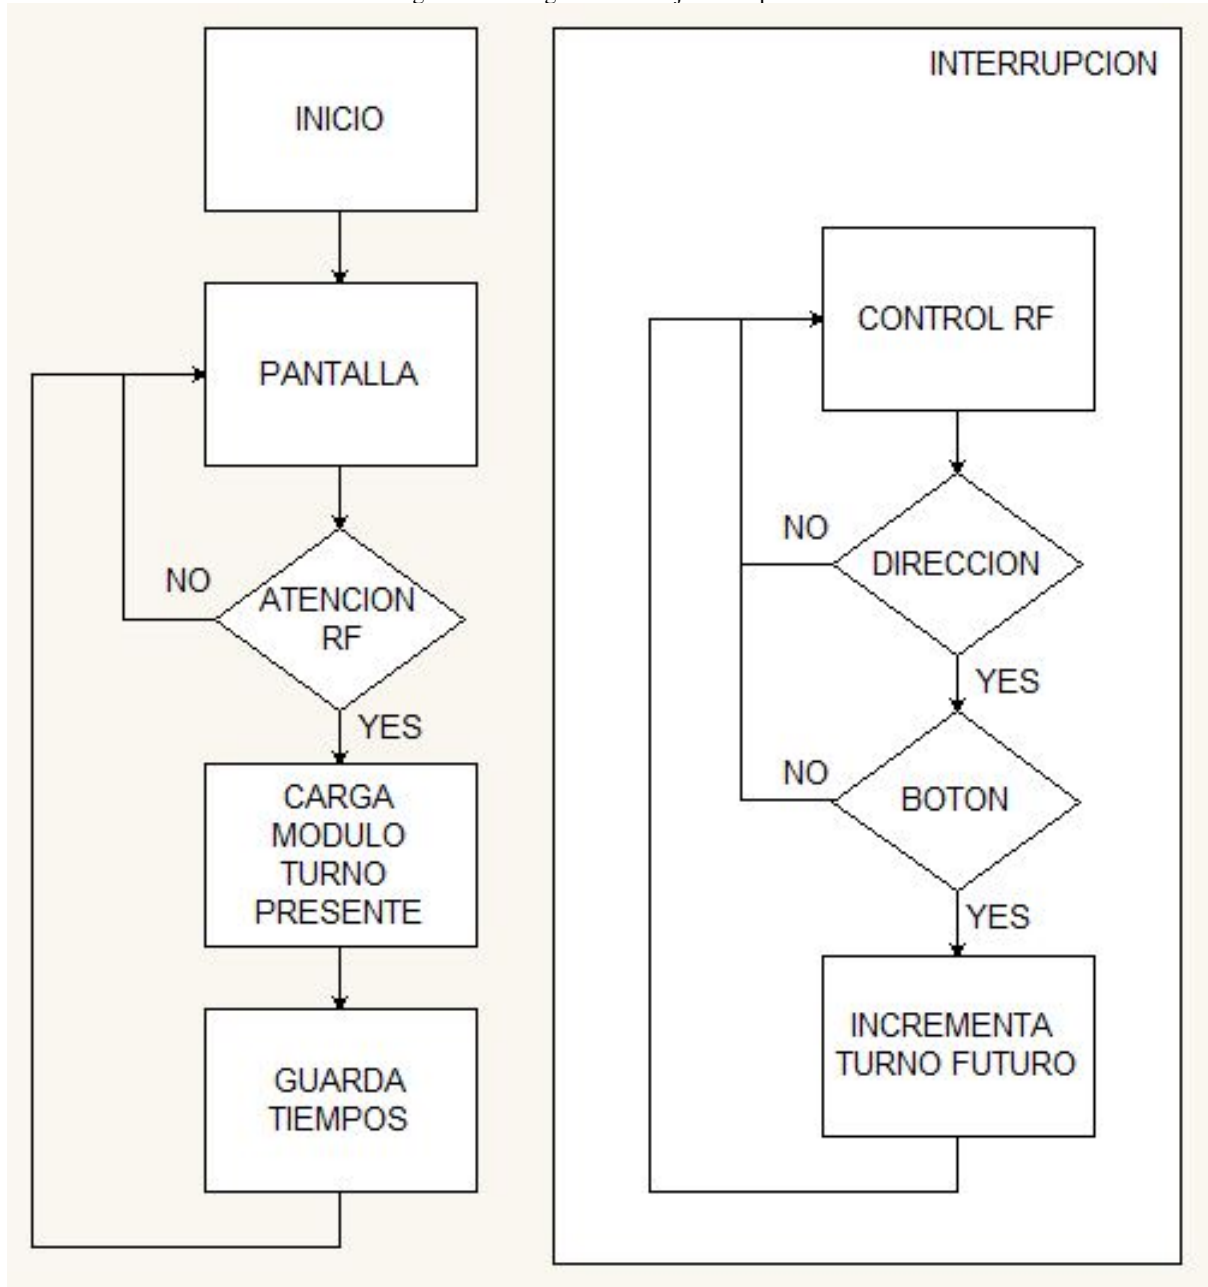 INICIO
PANTALLA
NO
ATENCION
RF
YES
CARGA
MODULO
TURNO
PRESENTE
GUARDA
TIEMPOS
INTERRUPCION
CONTROL RF
NO
DIRECCION
YES
NO
BOTON
YES
INCREMENTA
TURNO FUTURO